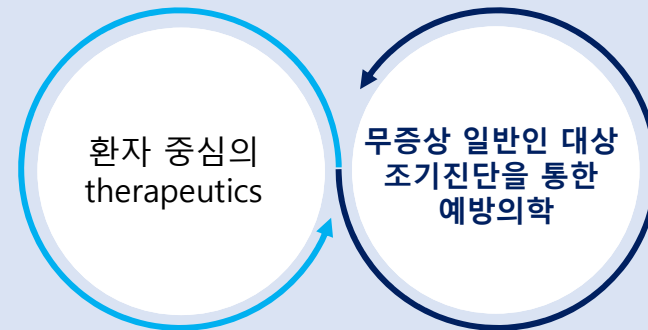 환자 중심의
therapeutics
무증상 일반인 대상
조기진단을 통한
예방의학